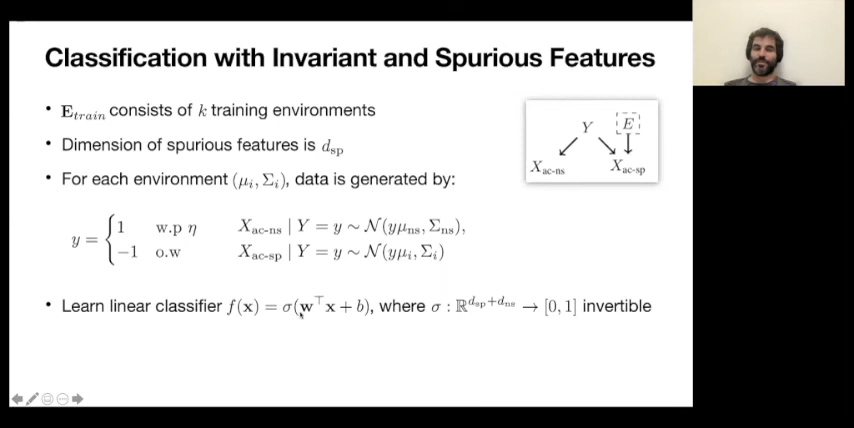 Classification with Invariant and Spurious Features
• E_train consists of k training environments
• Dimension of spurious features is d_sp
• For each environment (μ_i, Σ_i), data is generated by:
Y [E]
X_ac-ns X_ac-sp
y = { 1 w.p η X_ac-ns | Y = y ∼ N(yμ_ns, Σ_ns),
−1 o.w X_ac-sp | Y = y ∼ N(yμ_i, Σ_i)
• Learn linear classifier f(x) = σ(w^⊤x + b), where σ : ℝ^{d_sp+d_ns} → [0, 1] invertible